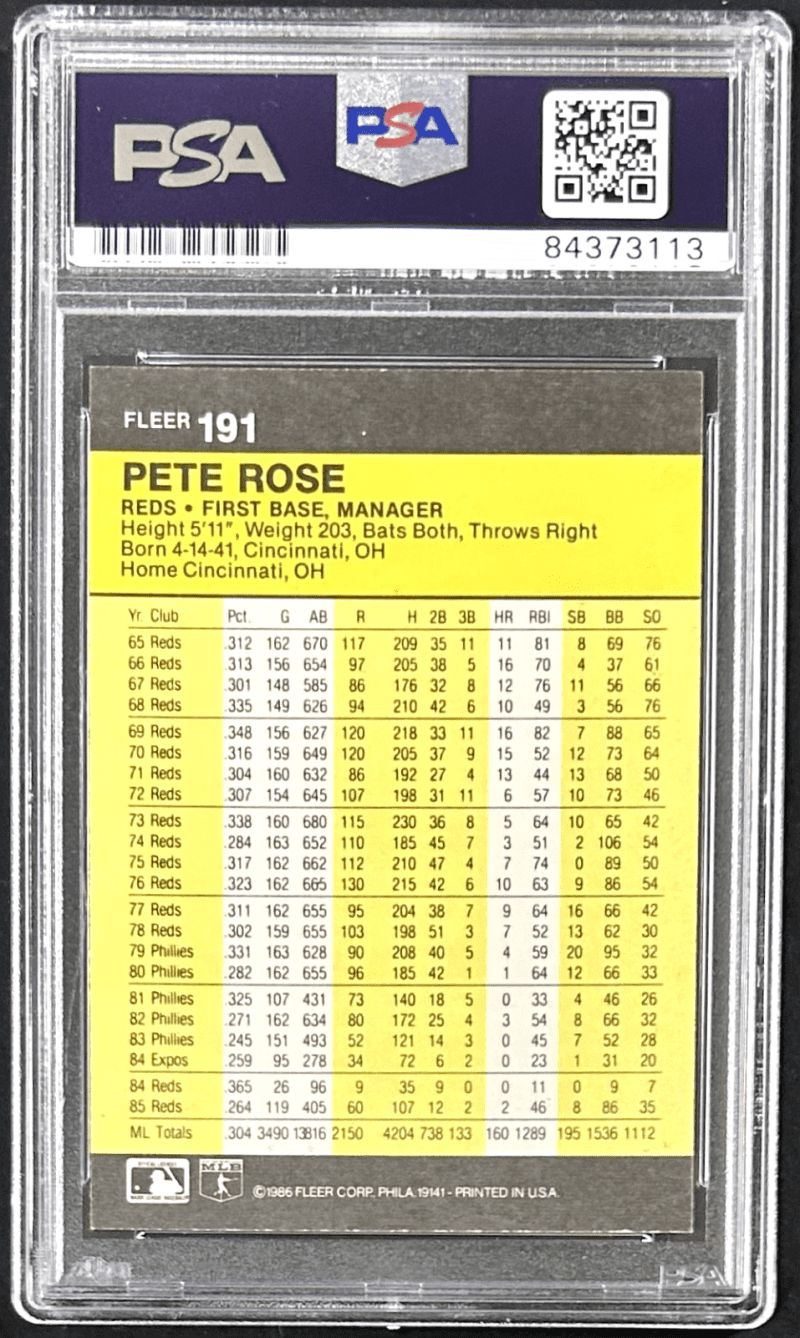 PSA PSA
84373113
FLEER 191
PETE ROSE
REDS • FIRST BASE, MANAGER
Height 5'11", Weight 203, Bats Both, Throws Right
Born 4-14-41, Cincinnati, OH
Home Cincinnati, OH
Yr. Club Pct. G AB R H 2B 3B HR RBI SB BB SO
65 Reds .312 162 670 117 209 35 11 11 81 8 69 76
66 Reds .313 156 654 97 205 38 5 16 70 4 37 61
67 Reds .301 148 585 86 176 32 8 12 76 11 56 66
68 Reds .335 149 626 94 210 42 6 10 49 3 56 76
69 Reds .348 156 627 120 218 33 11 16 82 7 88 65
70 Reds .316 159 649 120 205 37 9 15 52 12 73 64
71 Reds .304 160 632 86 192 27 4 13 44 13 68 50
72 Reds .307 154 645 107 198 31 11 6 57 10 73 46
73 Reds .338 160 680 115 230 36 8 5 64 10 65 42
74 Reds .284 163 652 110 185 45 7 3 51 2 106 54
75 Reds .317 162 662 112 210 47 4 7 74 0 89 50
76 Reds .323 162 665 130 215 42 6 10 63 9 86 54
77 Reds .311 162 655 95 204 38 7 9 64 16 66 42
78 Reds .302 159 655 103 198 51 3 7 52 13 62 30
79 Phillies .331 163 628 90 208 40 5 4 59 20 95 32
80 Phillies .282 162 655 96 185 42 1 1 64 12 66 33
81 Phillies .325 107 431 73 140 18 5 0 33 4 46 26
82 Phillies .271 162 634 80 172 25 4 3 54 8 66 32
83 Phillies .245 151 493 52 121 14 3 0 45 7 52 28
84 Expos .259 95 278 34 72 6 2 0 23 1 31 20
84 Reds .365 26 96 9 35 9 0 0 11 0 9 7
85 Reds .264 119 405 60 107 12 2 2 46 8 86 35
ML Totals .304 3490 13816 2150 4204 738 133 160 1289 195 1536 1112
MLB
MAJOR LEAGUE BASEBALL
©1986 FLEER CORP. PHILA. 19141 - PRINTED IN U.S.A.
PSA